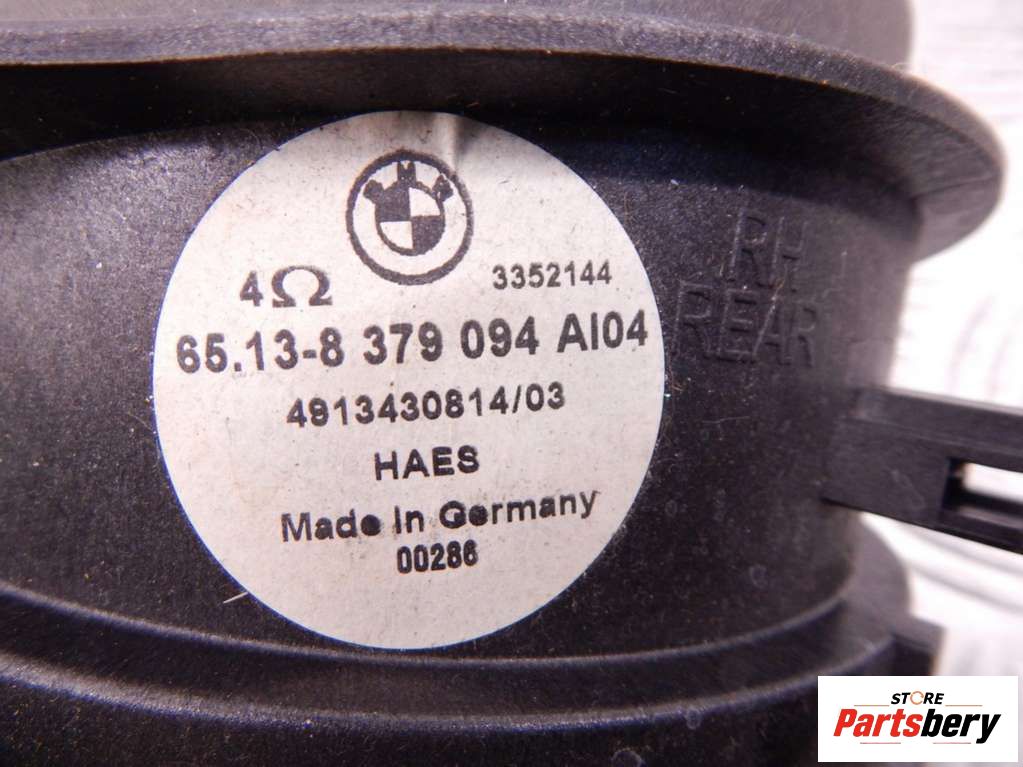 BMW
4Ω
3352144
65.13-8 379 094 AI04
4913430814/03
HAES
Made In Germany
00286
RH
REAR
STORE
Partsbery